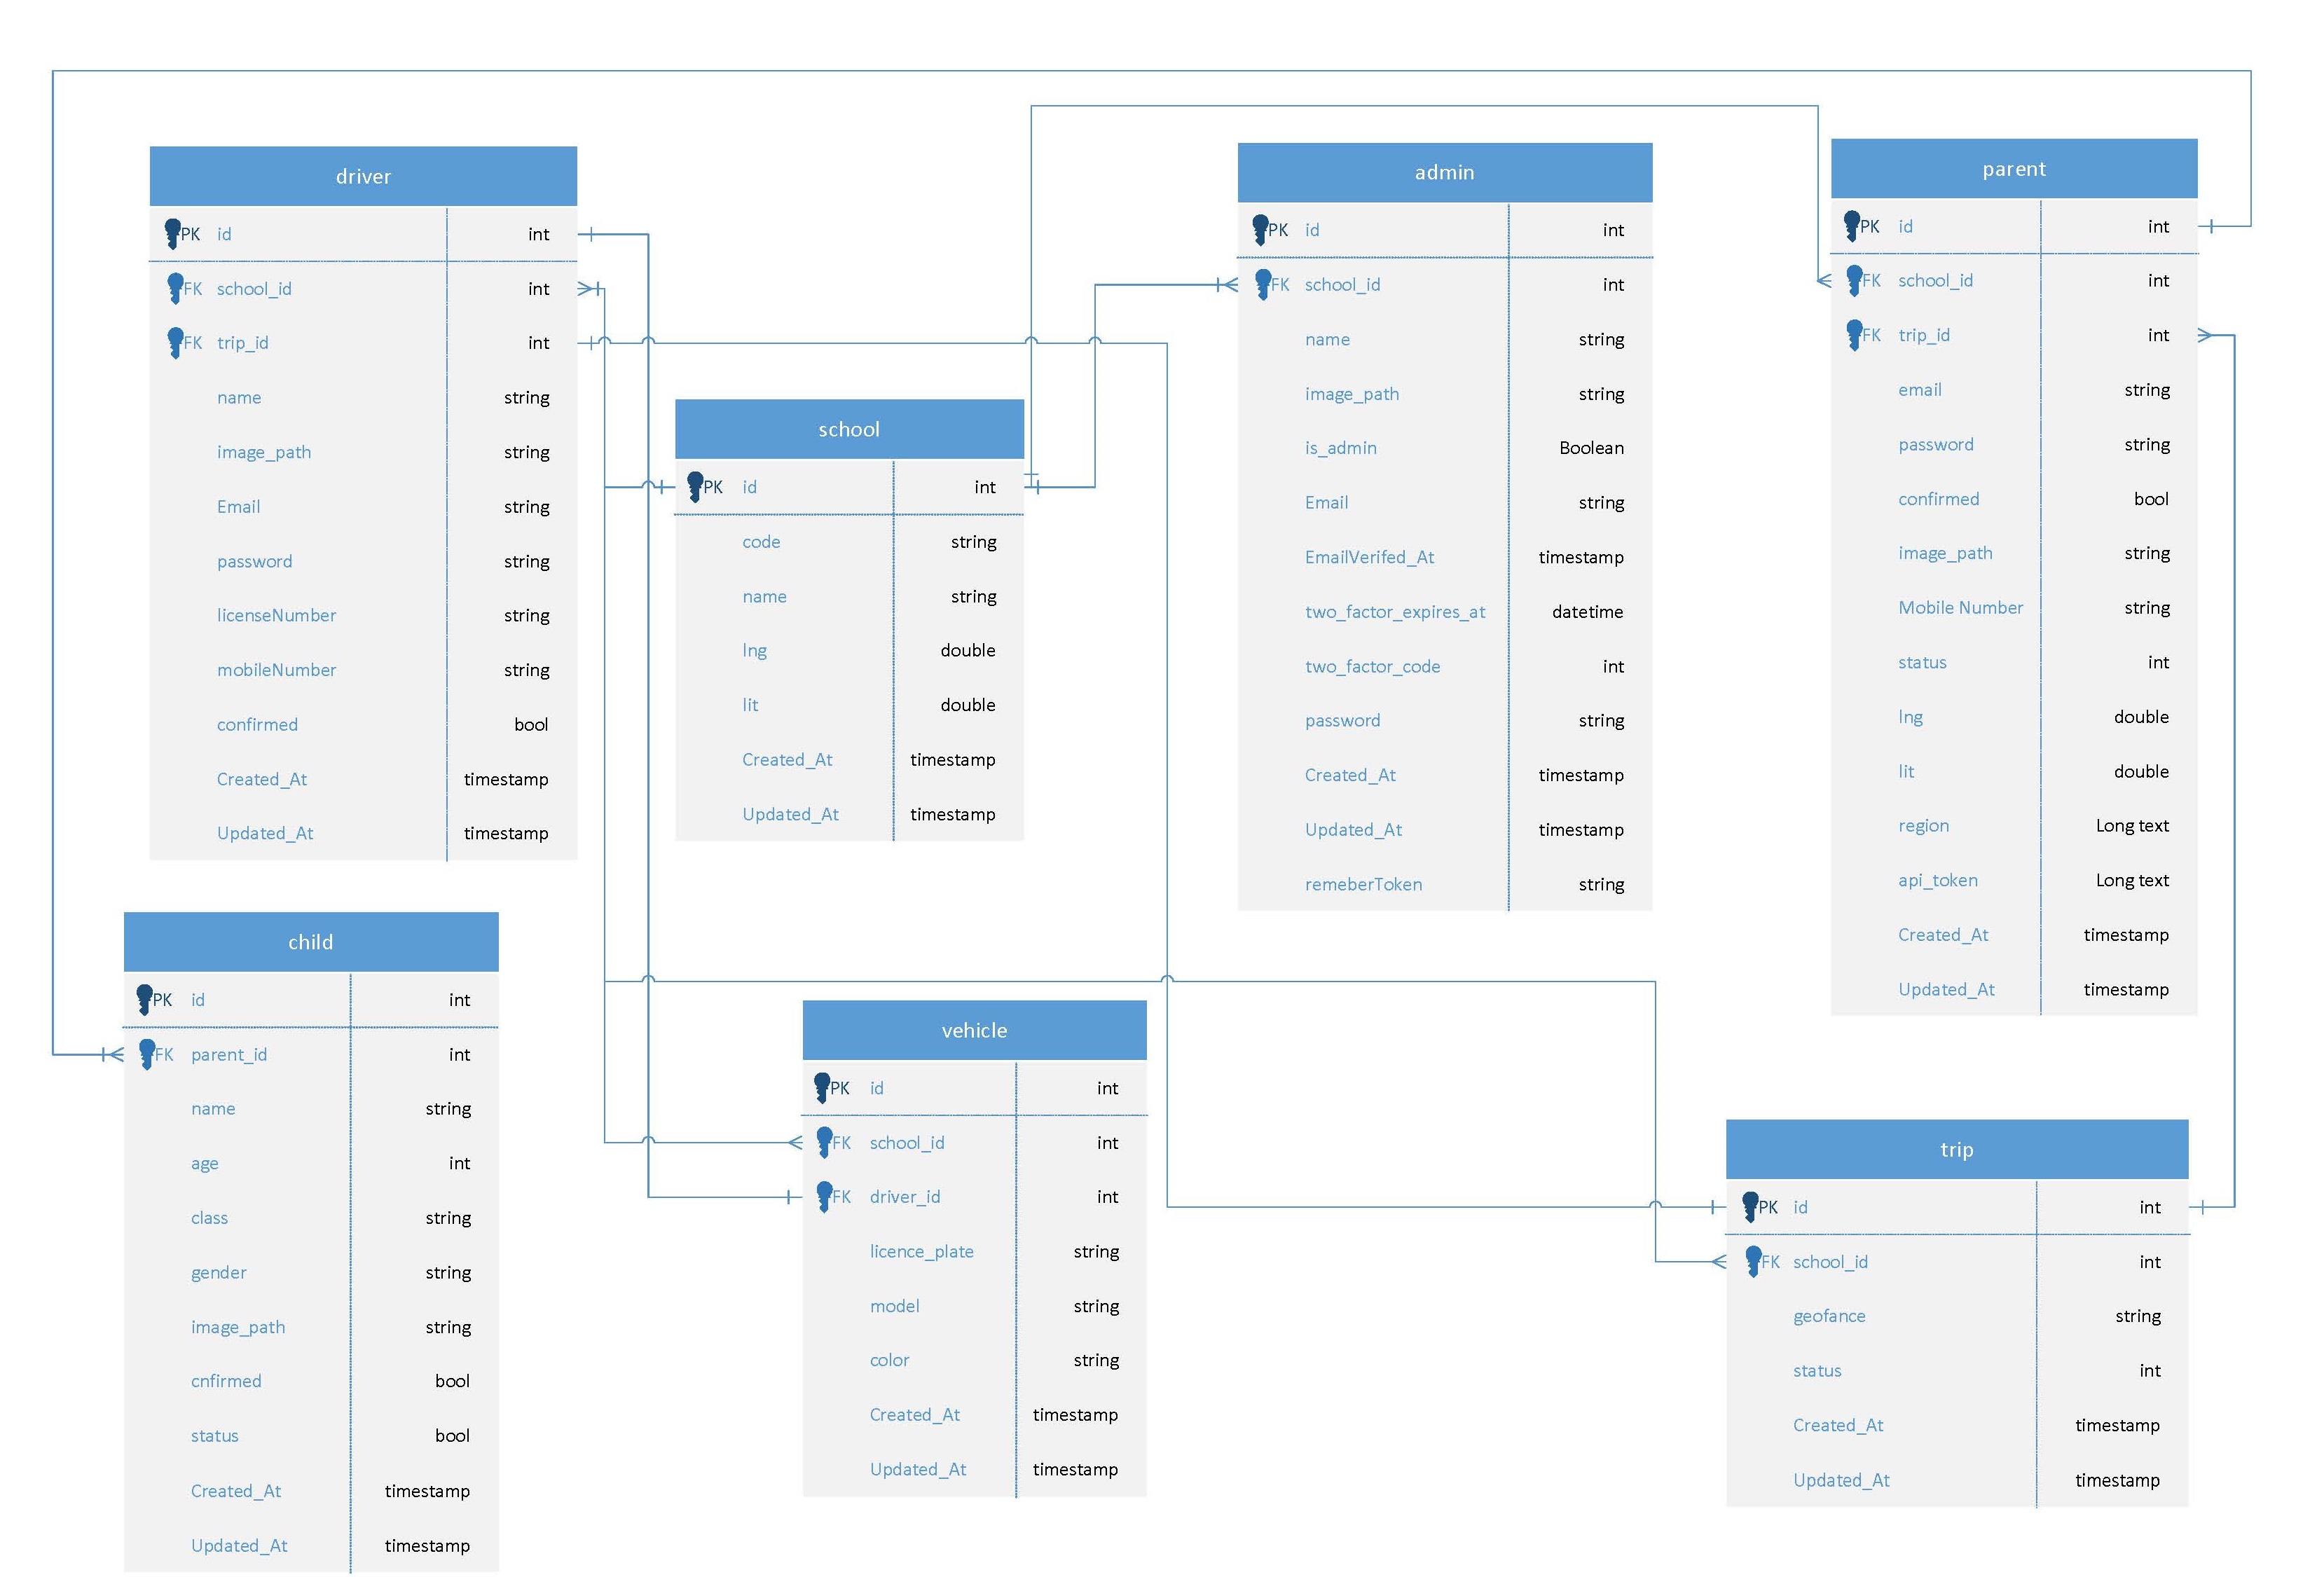 driver
PK id int
FK school_id int
FK trip_id int
name string
image_path string
Email string
password string
licenseNumber string
mobileNumber string
confirmed bool
Created_At timestamp
Updated_At timestamp
school
PK id int
code string
name string
lng double
lit double
Created_At timestamp
Updated_At timestamp
admin
PK id int
FK school_id int
name string
image_path string
is_admin Boolean
Email string
EmailVerifed_At timestamp
two_factor_expires_at datetime
two_factor_code int
password string
Created_At timestamp
Updated_At timestamp
remeberToken string
parent
PK id int
FK school_id int
FK trip_id int
email string
password string
confirmed bool
image_path string
Mobile Number string
status int
lng double
lit double
region Long text
api_token Long text
Created_At timestamp
Updated_At timestamp
child
PK id int
FK parent_id int
name string
age int
class string
gender string
image_path string
cnfirmed bool
status bool
Created_At timestamp
Updated_At timestamp
vehicle
PK id int
FK school_id int
FK driver_id int
licence_plate string
model string
color string
Created_At timestamp
Updated_At timestamp
trip
PK id int
FK school_id int
geofance string
status int
Created_At timestamp
Updated_At timestamp